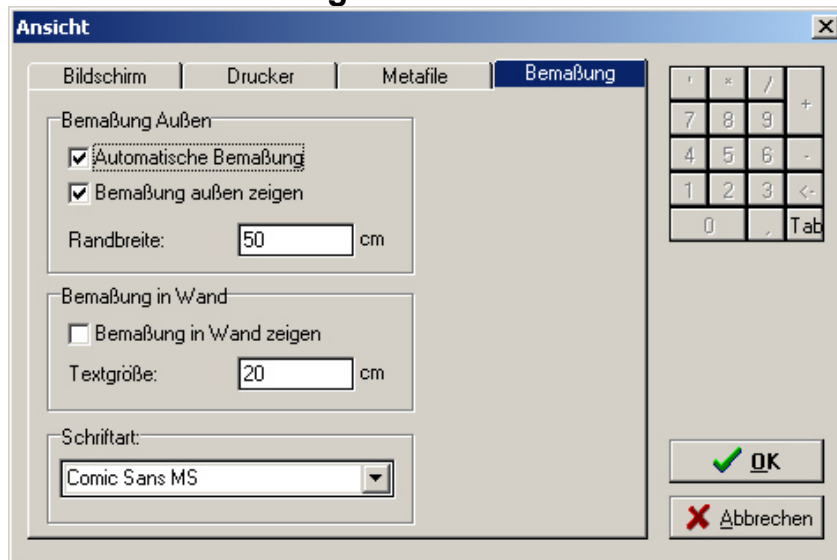 Ansicht
Bildschirm Drucker Metafile Bemaßung
Bemaßung Außen
Automatische Bemaßung
Bemaßung außen zeigen
Randbreite: 50 cm
Bemaßung in Wand
Bemaßung in Wand zeigen
Textgröße: 20 cm
Schriftart:
Comic Sans MS
' * / +
7 8 9
4 5 6 -
1 2 3 <-
0 , Tab
OK
Abbrechen